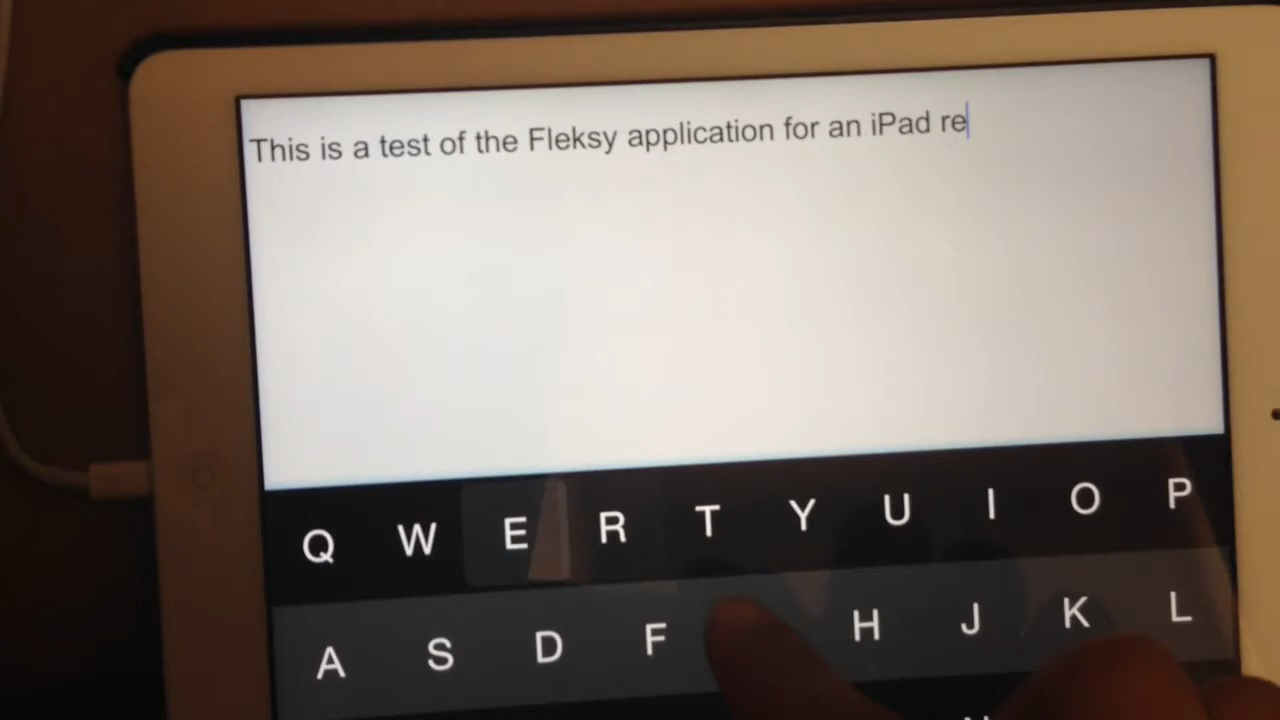 This is a test of the Fleksy application for an iPad re
Q W E R T Y U I O P
A S D F H J K L